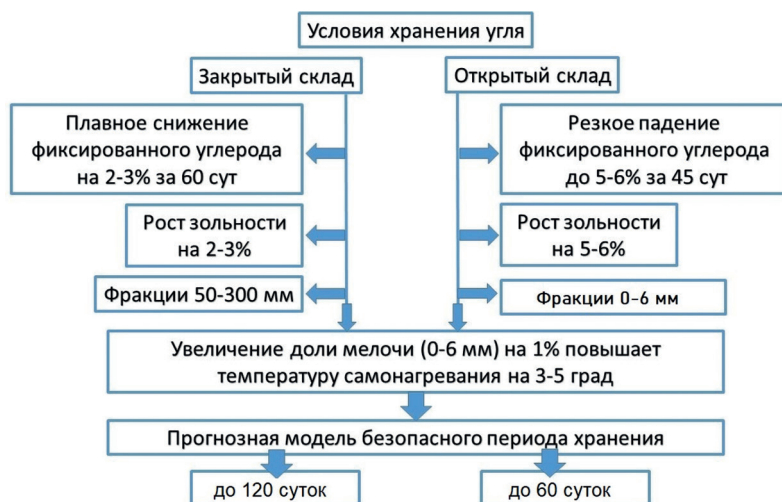 Условия хранения угля
Закрытый склад
Открытый склад
Плавное снижение
фиксированного углерода
на 2-3% за 60 сут
Резкое падение
фиксированного углерода
до 5-6% за 45 сут
Рост зольности
на 2-3%
Рост зольности
на 5-6%
Фракции 50-300 мм
Фракции 0-6 мм
Увеличение доли мелочи (0-6 мм) на 1% повышает
температуру самонагревания на 3-5 град
Прогнозная модель безопасного периода хранения
до 120 суток
до 60 суток